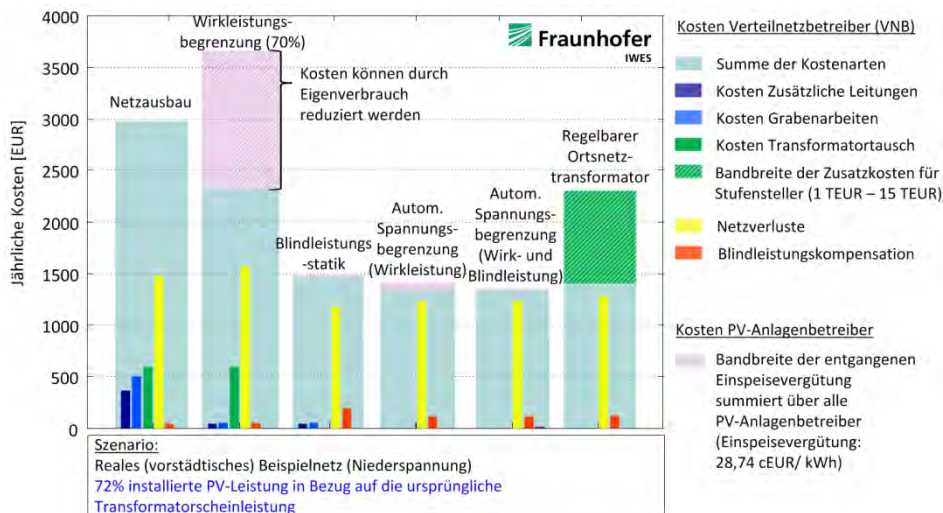 Wirkleistungs-
begrenzung (70%)
Fraunhofer
IWES
Kosten können durch
Eigenverbrauch
reduziert werden
Netzausbau
Regelbarer
Ortsnetz-
transformator
Autom.
Spannungs-
begrenzung
(Wirkleistung)
Autom.
Spannungs-
begrenzung
(Wirk- und
Blindleistung)
Blindleistungs
-statik
Jährliche Kosten [EUR]
4000
3500
3000
2500
2000
1500
1000
500
0
Kosten Verteilnetzbetreiber (VNB)
Summe der Kostenarten
Kosten Zusätzliche Leitungen
Kosten Grabenarbeiten
Kosten Transformatortausch
Bandbreite der Zusatzkosten für
Stufensteller (1 TEUR – 15 TEUR)
Netzverluste
Blindleistungskompensation
Kosten PV-Anlagenbetreiber
Bandbreite der entgangenen
Einspeisevergütung
summiert über alle
PV-Anlagenbetreiber
(Einspeisevergütung:
28,74 cEUR/ kWh)
Szenario:
Reales (vorstädtisches) Beispielnetz (Niederspannung)
72% installierte PV-Leistung in Bezug auf die ursprüngliche
Transformatorscheinleistung